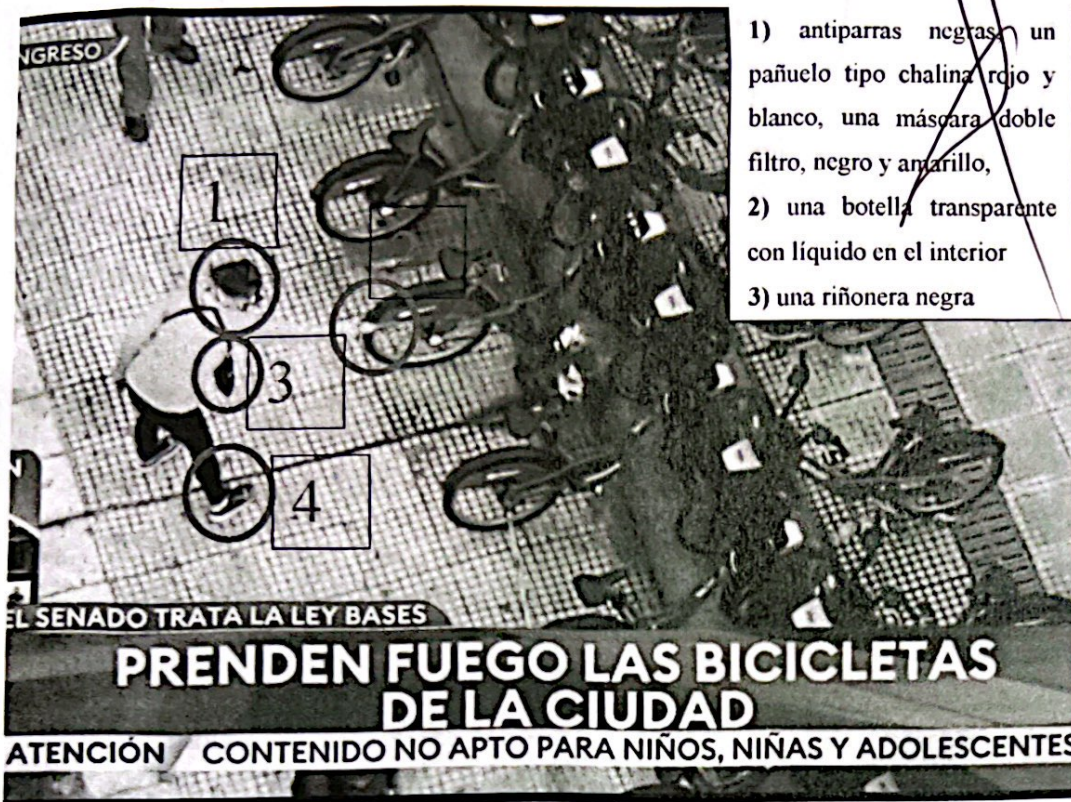 NGRESO
1) antiparras negras, un
pañuelo tipo chalina rojo y
blanco, una máscara doble
filtro, negro y amarillo,
2) una botella transparente
con líquido en el interior
3) una riñonera negra
1
3
4
N
EL SENADO TRATA LA LEY BASES
PRENDEN FUEGO LAS BICICLETAS
DE LA CIUDAD
ATENCIÓN
CONTENIDO NO APTO PARA NIÑOS, NIÑAS Y ADOLESCENTES